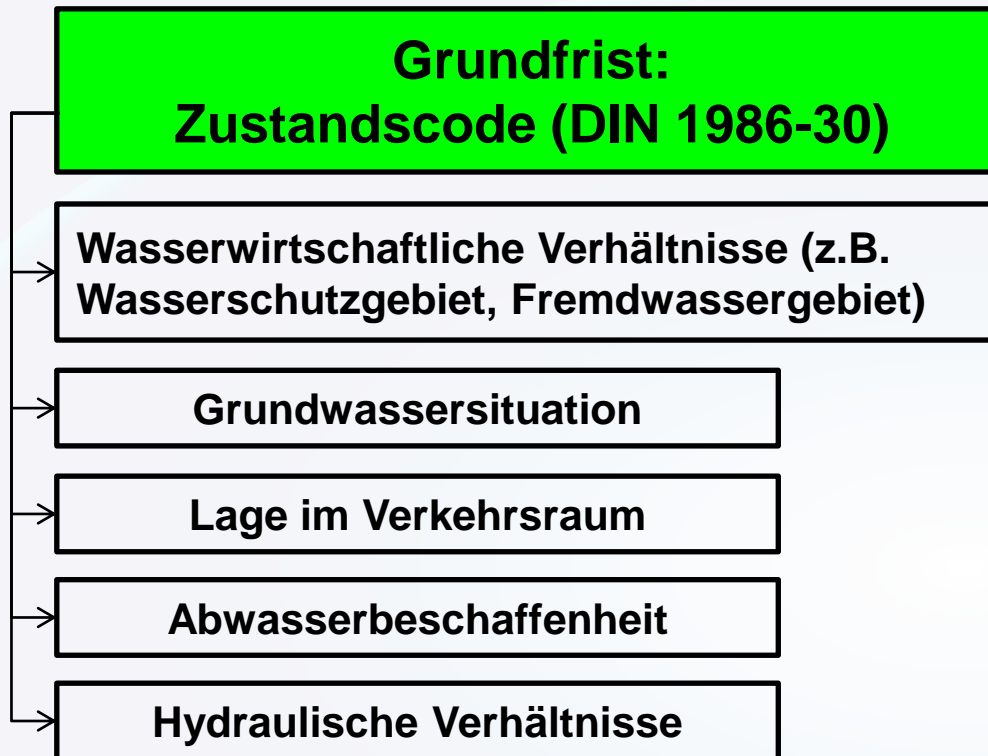 Grundfrist:
Zustandscode (DIN 1986-30)
Wasserwirtschaftliche Verhältnisse (z.B.
Wasserschutzgebiet, Fremdwassergebiet)
Grundwassersituation
Lage im Verkehrsraum
Abwasserbeschaffenheit
Hydraulische Verhältnisse